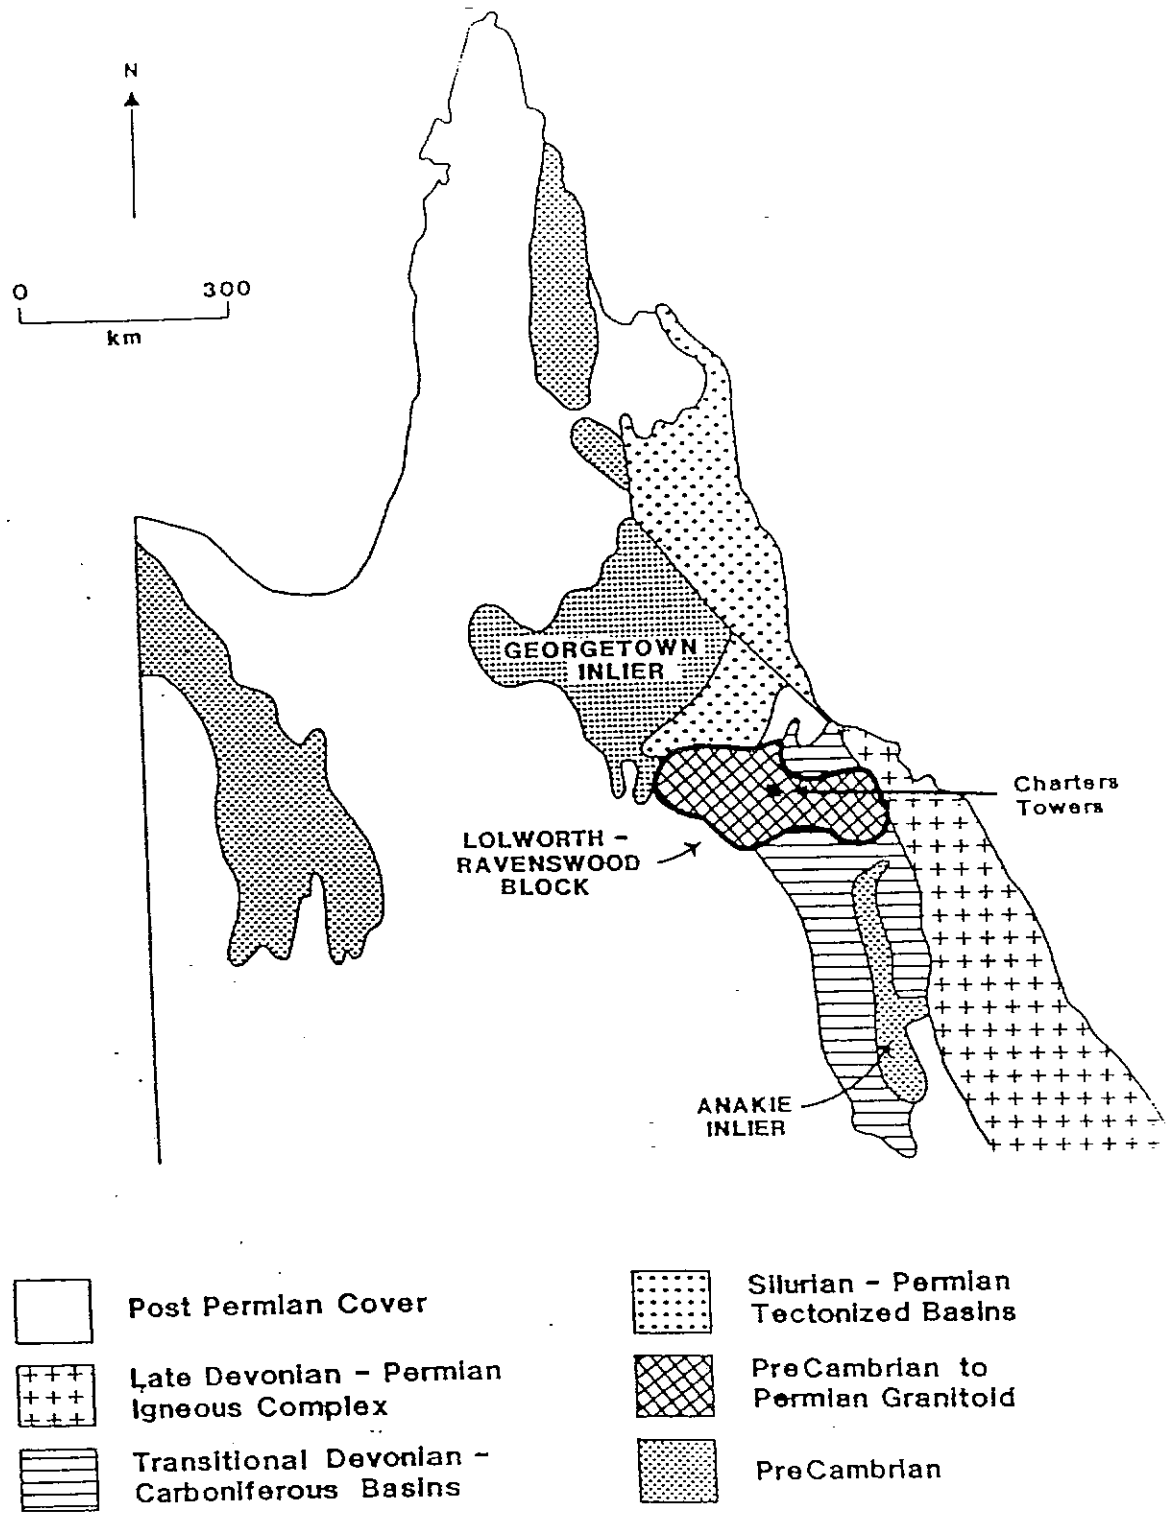 N
0 300
km
GEORGETOWN
INLIER
Charters
Towers
LOLWORTH -
RAVENSWOOD
BLOCK
ANAKIE
INLIER
Post Permian Cover
Late Devonian - Permian
Igneous Complex
Transitional Devonian -
Carboniferous Basins
Silurian - Permian
Tectonized Basins
PreCambrian to
Permian Granitoid
PreCambrian